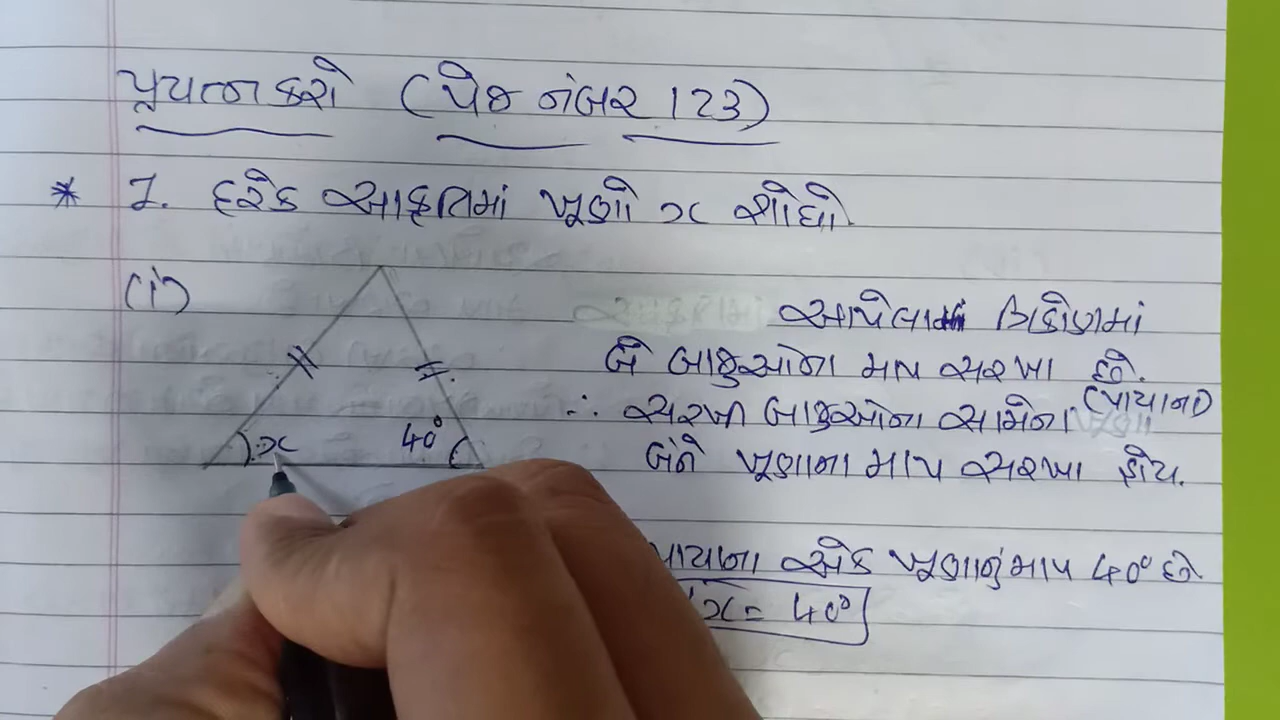 પ્રયત્ન કરો (પેજ નંબર 123)
* 1. દરેક આકૃતિમાં ખૂણો x શોધો.
(i)
આપેલામાં ત્રિકોણમાં
બે બાજુઓના માપ સરખા છે.
∴ સરખી બાજુઓના સામેના (પાયાના)
બંને ખૂણાના માપ સરખા હોય.
x 40°
પાયાના એક ખૂણાનું માપ 40° છે
x = 40°